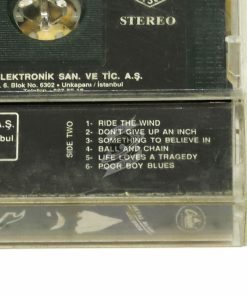 STEREO
LEKTRONİK SAN. VE TİC. A.Ş.
6. Blok No. 6302 • Unkapanı / İstanbul
A.Ş.
bul
SIDE TWO
1- RIDE THE WIND
2- DON'T GIVE UP AN INCH
3- SOMETHING TO BELIEVE IN
4- BALL AND CHAIN
5- LIFE LOVES A TRAGEDY
6- POOR BOY BLUES